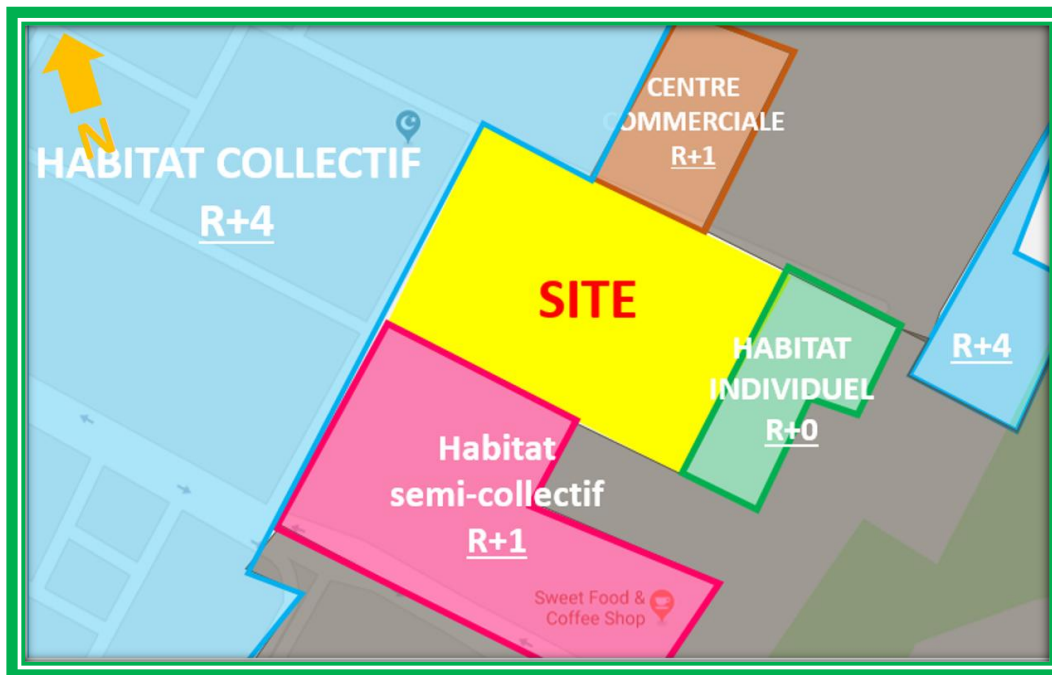 N
HABITAT COLLECTIF
R+4
CENTRE
COMMERCIALE
R+1
SITE
HABITAT
INDIVIDUEL
R+0
R+4
Habitat
semi-collectif
R+1
Sweet Food &
Coffee Shop